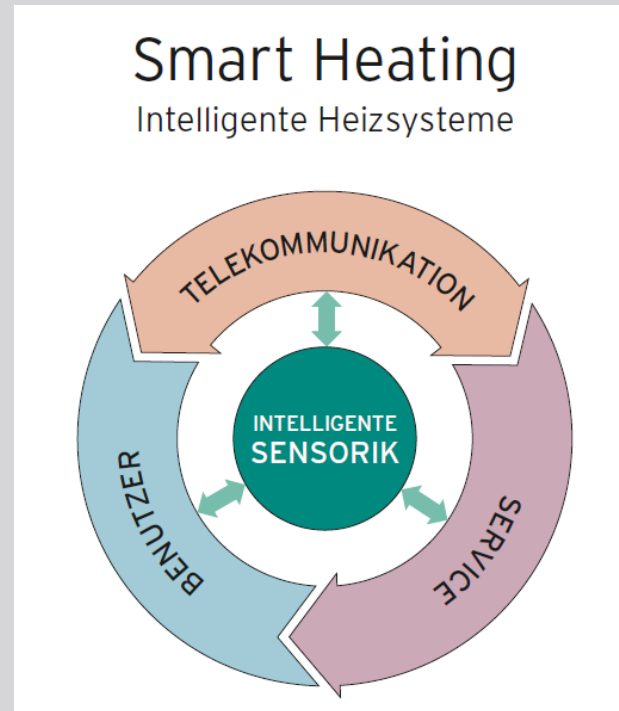 Smart Heating
Intelligente Heizsysteme
TELEKOMMUNIKATION
INTELLIGENTE
SENSORIK
BENUTZER
SERVICE